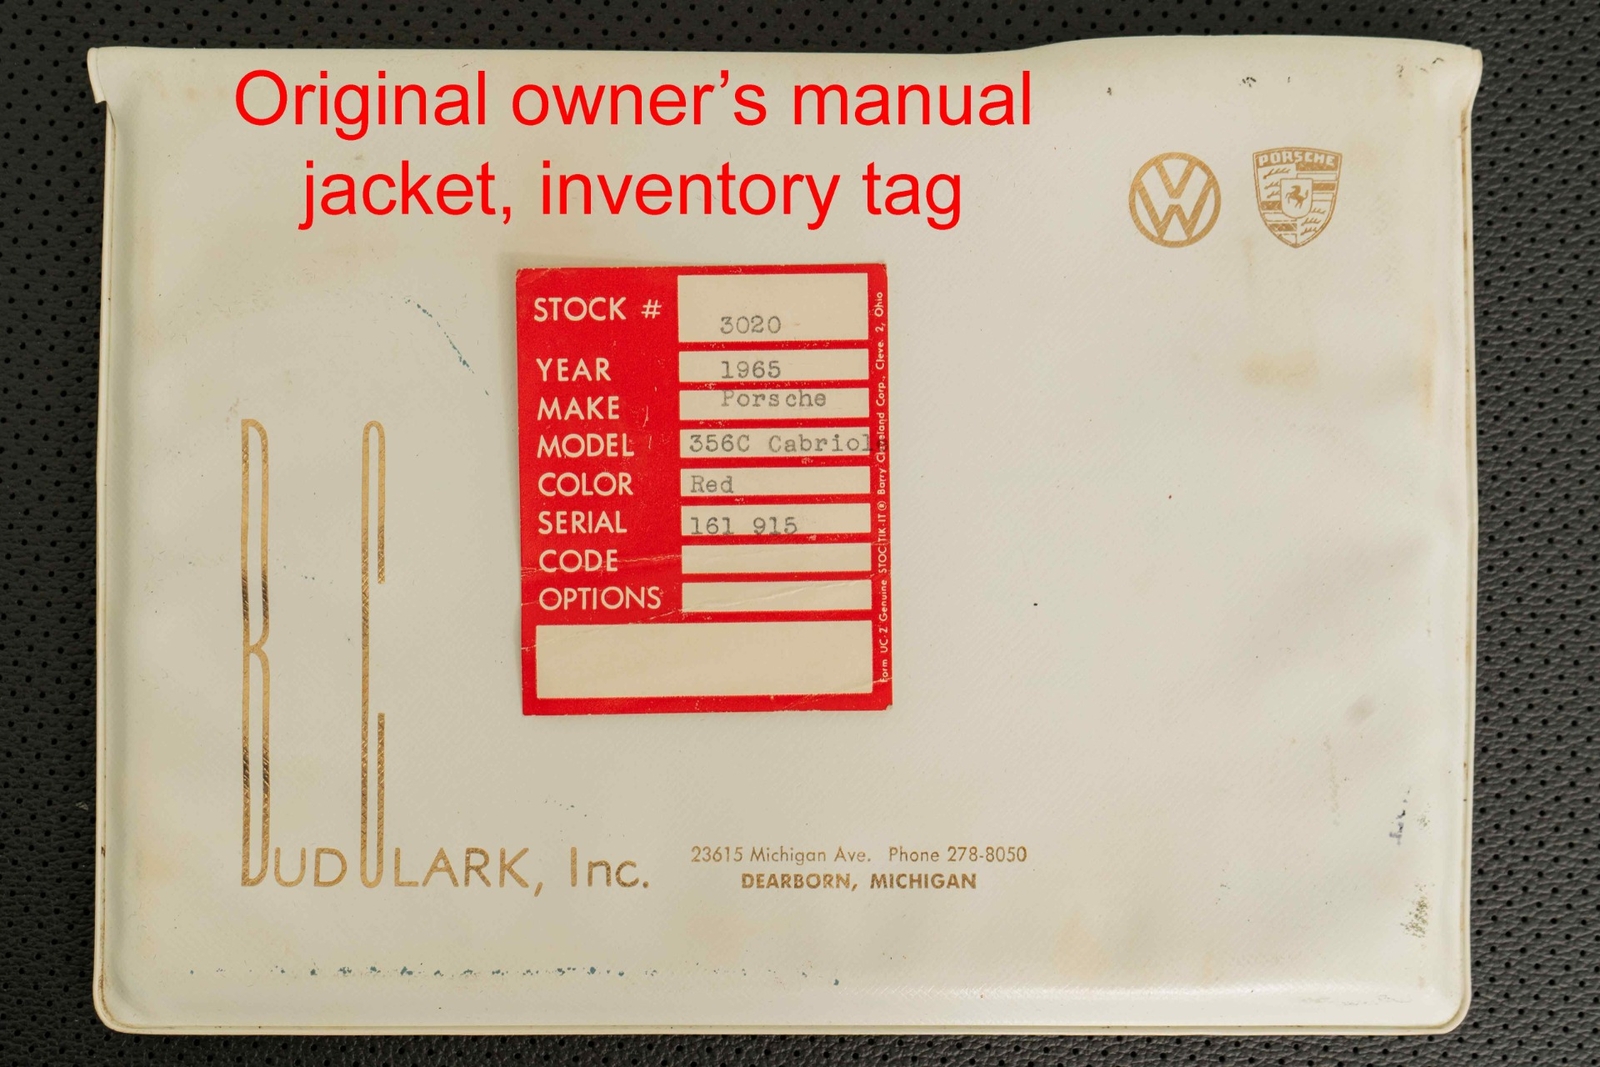 Original owner’s manual
jacket, inventory tag
PORSCHE
STOCK # 3020
YEAR 1965
MAKE Porsche
MODEL 356C Cabriol
COLOR Red
SERIAL 161 915
CODE
OPTIONS
Form UC-2 Genuine STOC-TIK-IT® Barry Cleveland Corp., Cleve. 2, Ohio
BUD CLARK, Inc.
23615 Michigan Ave. Phone 278-8050
DEARBORN, MICHIGAN